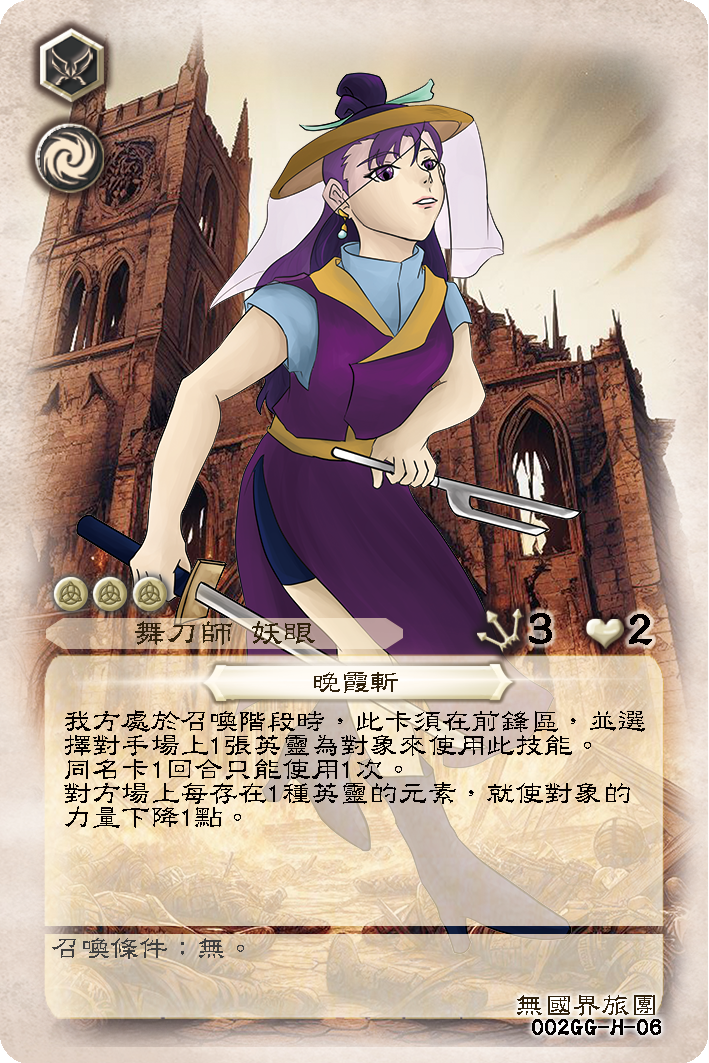 舞刀師 妖眼
3
2
晚霞斬
我方處於召喚階段時，此卡須在前鋒區，並選
擇對手場上1張英靈為對象來使用此技能。
同名卡1回合只能使用1次。
對方場上每存在1種英靈的元素，就使對象的
力量下降1點。
召喚條件：無。
無國界旅團
002GG-H-06